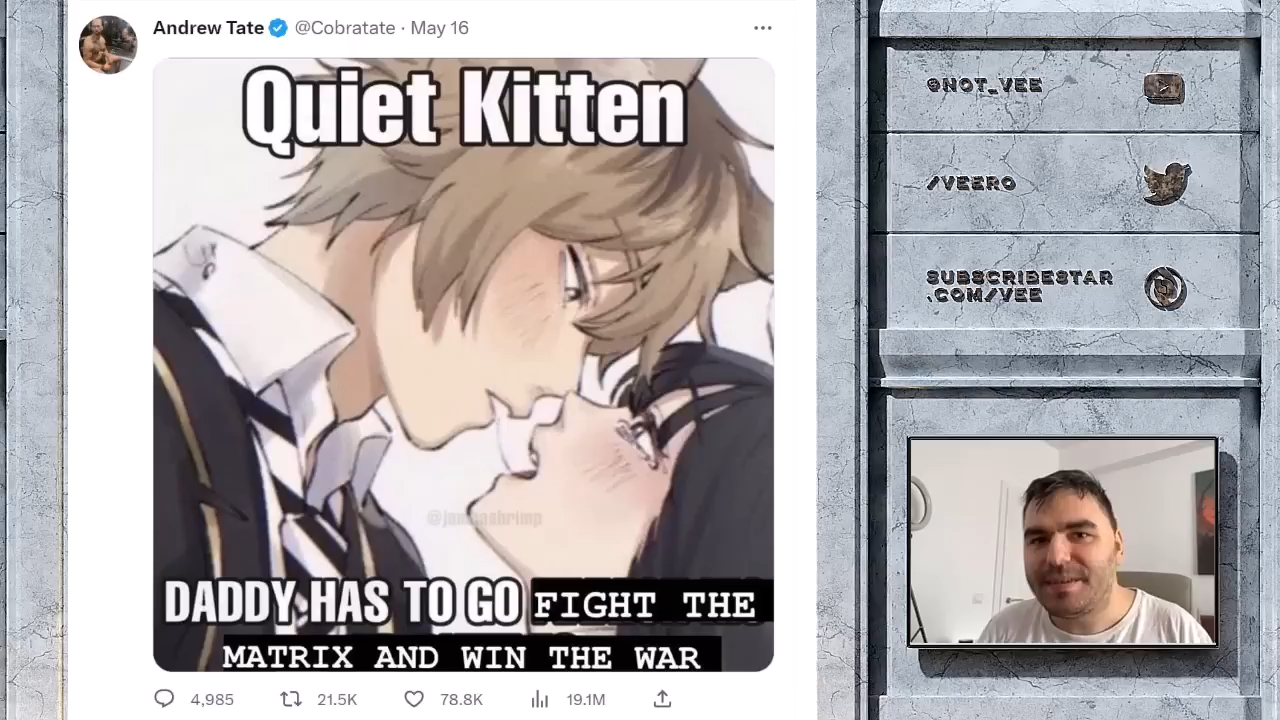 Andrew Tate @Cobratate · May 16
Quiet Kitten
DADDY HAS TO GO FIGHT THE
MATRIX AND WIN THE WAR
4,985 21.5K 78.8K 19.1M
@NOT_VEE
/VEERO
SUBSCRIBESTAR
.COM/VEE